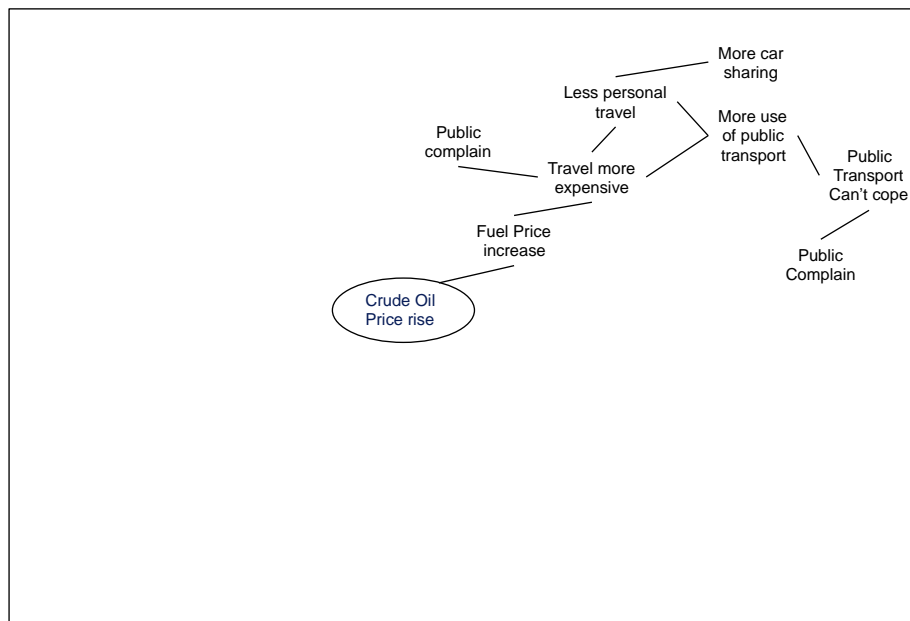 More car
sharing
Less personal
travel
More use
of public
transport
Public
complain
Travel more
expensive
Public
Transport
Can't cope
Fuel Price
increase
Public
Complain
Crude Oil
Price rise